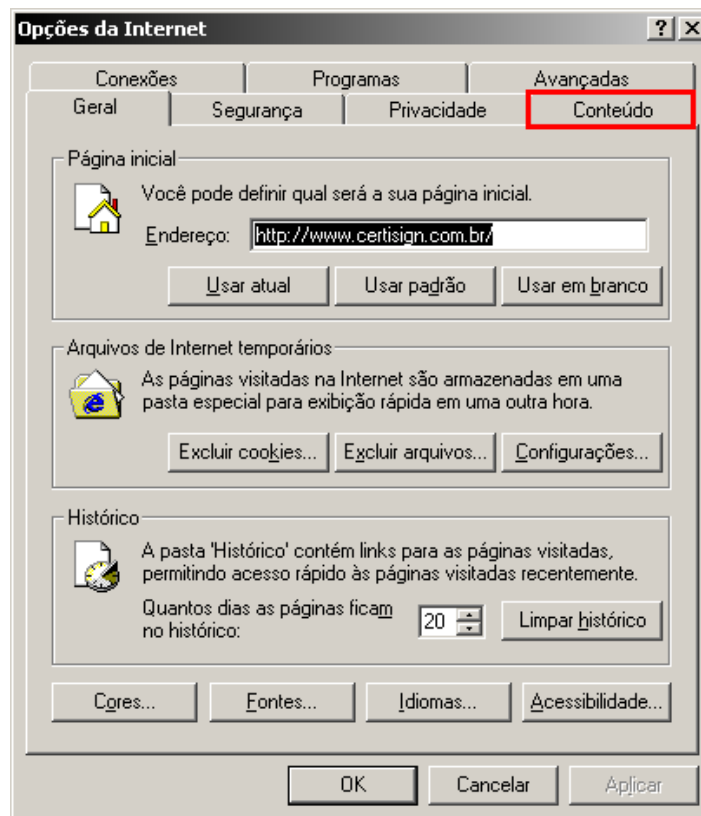 Opções da Internet
Conexões Programas Avançadas
Geral Segurança Privacidade Conteúdo
Página inicial
Você pode definir qual será a sua página inicial.
Endereço: http://www.certisign.com.br/
Usar atual Usar padrão Usar em branco
Arquivos de Internet temporários
As páginas visitadas na Internet são armazenadas em uma
pasta especial para exibição rápida em uma outra hora.
Excluir cookies... Excluir arquivos... Configurações...
Histórico
A pasta 'Histórico' contém links para as páginas visitadas,
permitindo acesso rápido às páginas visitadas recentemente.
Quantos dias as páginas ficam
no histórico: 20 Limpar histórico
Cores... Fontes... Idiomas... Acessibilidade...
OK Cancelar Aplicar